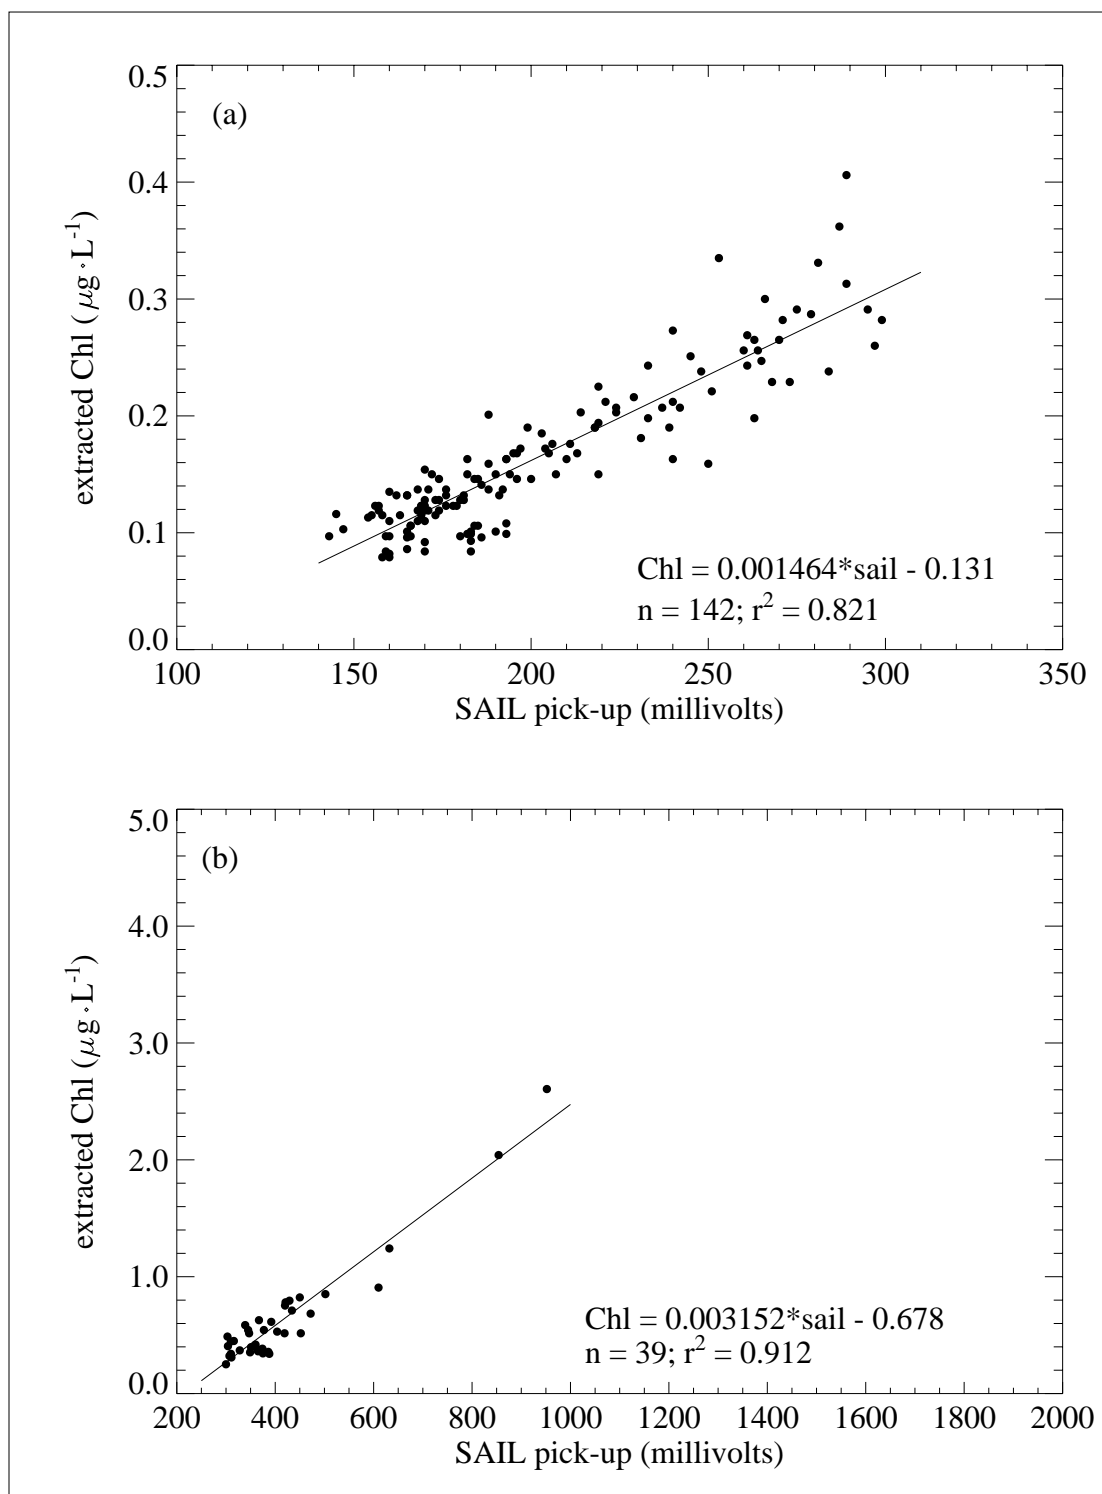 0.5
(a)
0.4
0.3
0.2
0.1
0.0
extracted Chl (μg·L⁻¹)
Chl = 0.001464*sail - 0.131
n = 142; r² = 0.821
100 150 200 250 300 350
SAIL pick-up (millivolts)
5.0
(b)
4.0
3.0
2.0
1.0
0.0
extracted Chl (μg·L⁻¹)
Chl = 0.003152*sail - 0.678
n = 39; r² = 0.912
200 400 600 800 1000 1200 1400 1600 1800 2000
SAIL pick-up (millivolts)